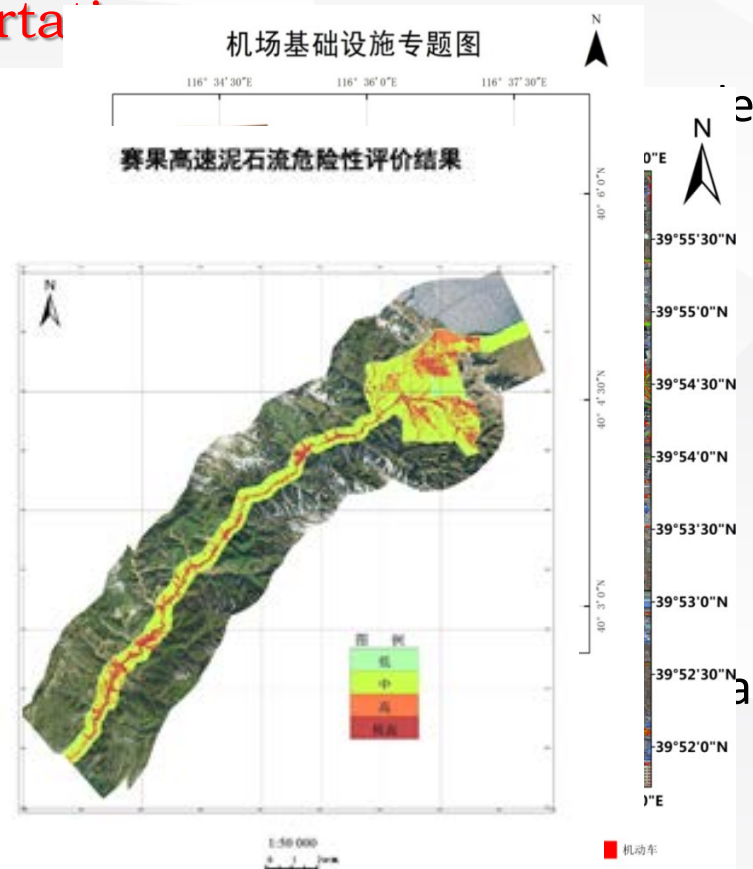 机场基础设施专题图
N
116° 34′30″E
116° 36′0″E
116° 37′30″E
N
0"E
赛果高速泥石流危险性评价结果
40° 6′0″N
39°55'30"N
N
39°55'0"N
39°54'30"N
40° 4′30″N
39°54'0"N
39°53'30"N
39°53'0"N
40° 3′0″N
图 例
低
39°52'30"N
中
高
极高
39°52'0"N
"E
1:50 000
0 1 2km
机动车